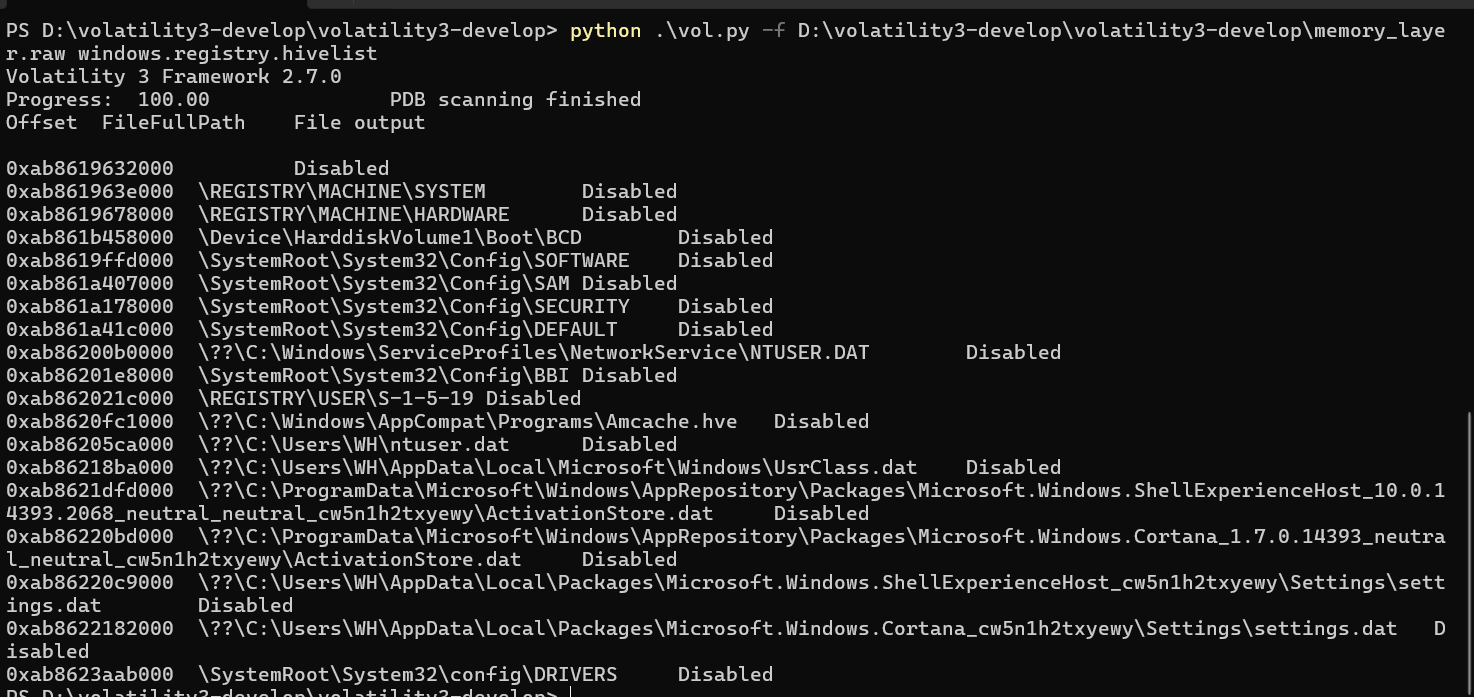 PS D:\volatility3-develop\volatility3-develop> python .\vol.py -f D:\volatility3-develop\volatility3-develop\memory_laye
r.raw windows.registry.hivelist
Volatility 3 Framework 2.7.0
Progress:  100.00               PDB scanning finished
Offset  FileFullPath    File output
0xab8619632000          Disabled
0xab861963e000  \REGISTRY\MACHINE\SYSTEM        Disabled
0xab8619678000  \REGISTRY\MACHINE\HARDWARE      Disabled
0xab861b458000  \Device\HarddiskVolume1\Boot\BCD        Disabled
0xab8619ffd000  \SystemRoot\System32\Config\SOFTWARE    Disabled
0xab861a407000  \SystemRoot\System32\Config\SAM Disabled
0xab861a178000  \SystemRoot\System32\Config\SECURITY    Disabled
0xab861a41c000  \SystemRoot\System32\Config\DEFAULT     Disabled
0xab86200b0000  \??\C:\Windows\ServiceProfiles\NetworkService\NTUSER.DAT        Disabled
0xab86201e8000  \SystemRoot\System32\Config\BBI Disabled
0xab862021c000  \REGISTRY\USER\S-1-5-19 Disabled
0xab8620fc1000  \??\C:\Windows\AppCompat\Programs\Amcache.hve   Disabled
0xab86205ca000  \??\C:\Users\WH\ntuser.dat      Disabled
0xab86218ba000  \??\C:\Users\WH\AppData\Local\Microsoft\Windows\UsrClass.dat    Disabled
0xab8621dfd000  \??\C:\ProgramData\Microsoft\Windows\AppRepository\Packages\Microsoft.Windows.ShellExperienceHost_10.0.1
4393.2068_neutral_neutral_cw5n1h2txyewy\ActivationStore.dat     Disabled
0xab86220bd000  \??\C:\ProgramData\Microsoft\Windows\AppRepository\Packages\Microsoft.Windows.Cortana_1.7.0.14393_neutra
l_neutral_cw5n1h2txyewy\ActivationStore.dat     Disabled
0xab86220c9000  \??\C:\Users\WH\AppData\Local\Packages\Microsoft.Windows.ShellExperienceHost_cw5n1h2txyewy\Settings\sett
ings.dat        Disabled
0xab8622182000  \??\C:\Users\WH\AppData\Local\Packages\Microsoft.Windows.Cortana_cw5n1h2txyewy\Settings\settings.dat   D
isabled
0xab8623aab000  \SystemRoot\System32\config\DRIVERS     Disabled
PS D:\volatility3-develop\volatility3-develop>